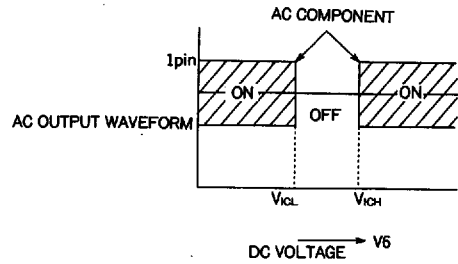 AC COMPONENT
1pin
ON
ON
OFF
AC OUTPUT WAVEFORM
VICL
VICH
DC VOLTAGE
V6